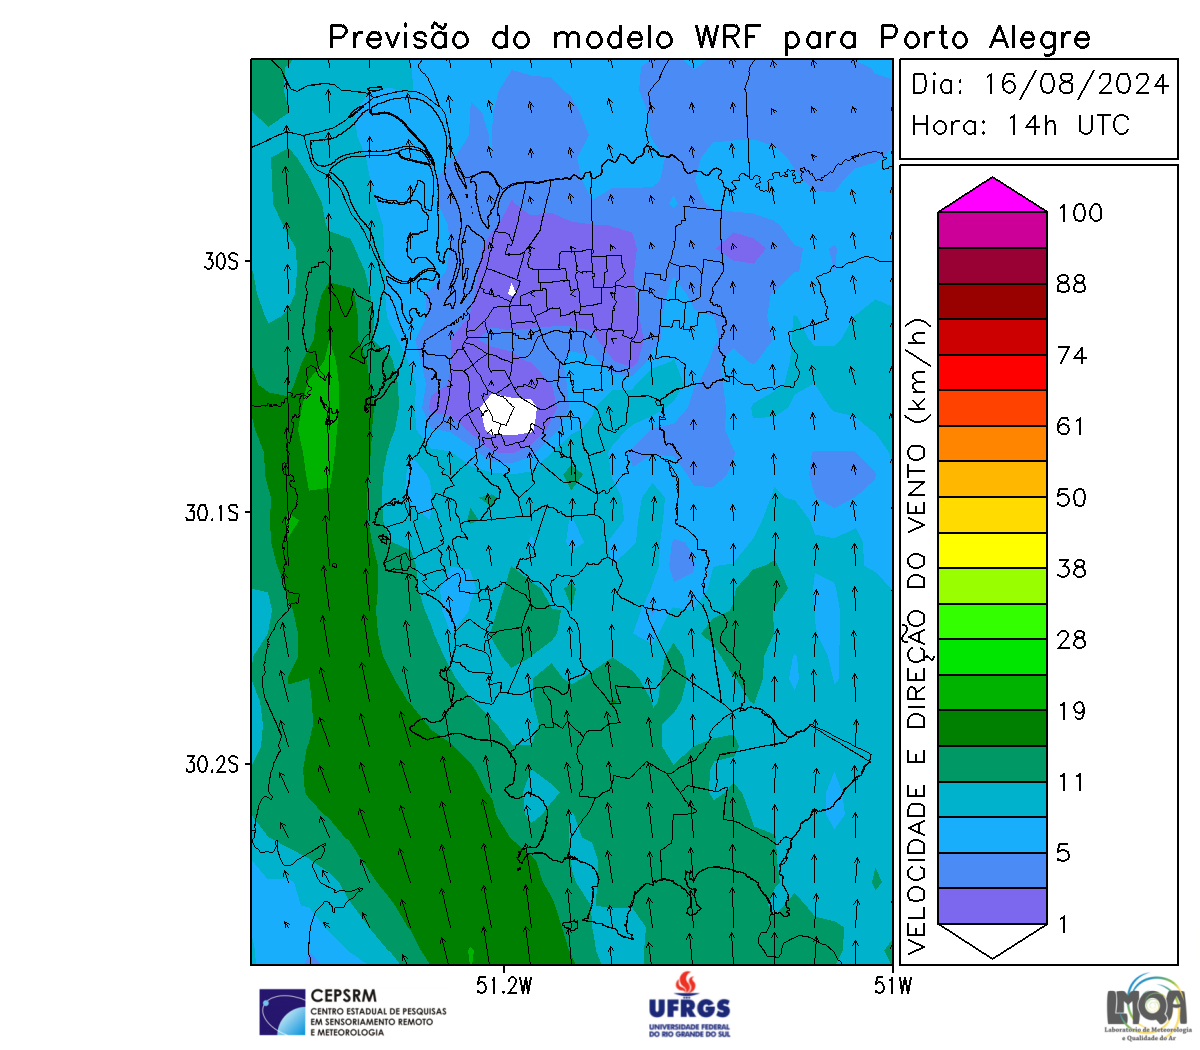 Previsão do modelo WRF para Porto Alegre
Dia: 16/08/2024
Hora: 14h UTC
30S
30.1S
30.2S
51.2W
51W
VELOCIDADE E DIREÇÃO DO VENTO (km/h)
100
88
74
61
50
38
28
19
11
5
1
CEPSRM
CENTRO ESTADUAL DE PESQUISAS
EM SENSORIAMENTO REMOTO
E METEOROLOGIA
UFRGS
UNIVERSIDADE FEDERAL
DO RIO GRANDE DO SUL
LMQA
Laboratório de Meteorologia
e Qualidade do Ar